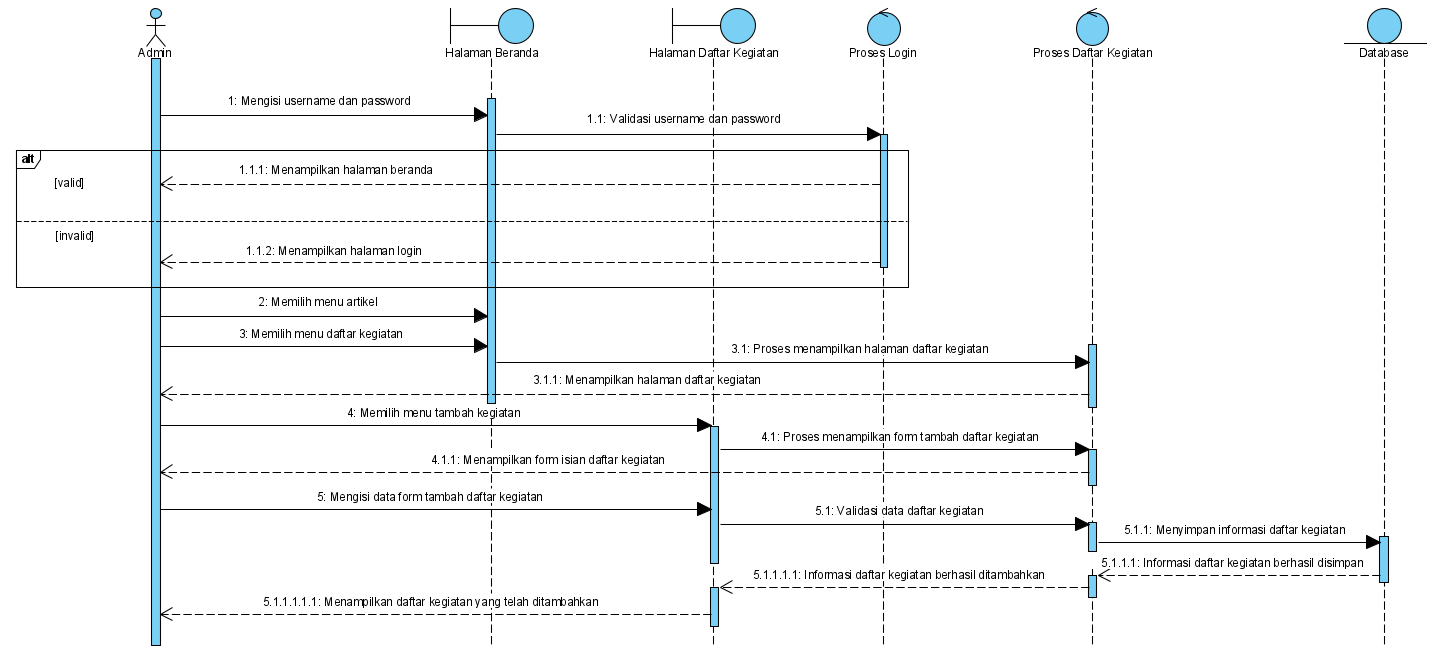 Admin
Halaman Beranda
Halaman Daftar Kegiatan
Proses Login
Proses Daftar Kegiatan
Database
1: Mengisi username dan password
1.1: Validasi username dan password
alt
[valid]
1.1.1: Menampilkan halaman beranda
[invalid]
1.1.2: Menampilkan halaman login
2: Memilih menu artikel
3: Memilih menu daftar kegiatan
3.1: Proses menampilkan halaman daftar kegiatan
3.1.1: Menampilkan halaman daftar kegiatan
4: Memilih menu tambah kegiatan
4.1: Proses menampilkan form tambah daftar kegiatan
4.1.1: Menampilkan form isian daftar kegiatan
5: Mengisi data form tambah daftar kegiatan
5.1: Validasi data daftar kegiatan
5.1.1: Menyimpan informasi daftar kegiatan
5.1.1.1: Informasi daftar kegiatan berhasil disimpan
5.1.1.1.1: Informasi daftar kegiatan berhasil ditambahkan
5.1.1.1.1.1: Menampilkan daftar kegiatan yang telah ditambahkan